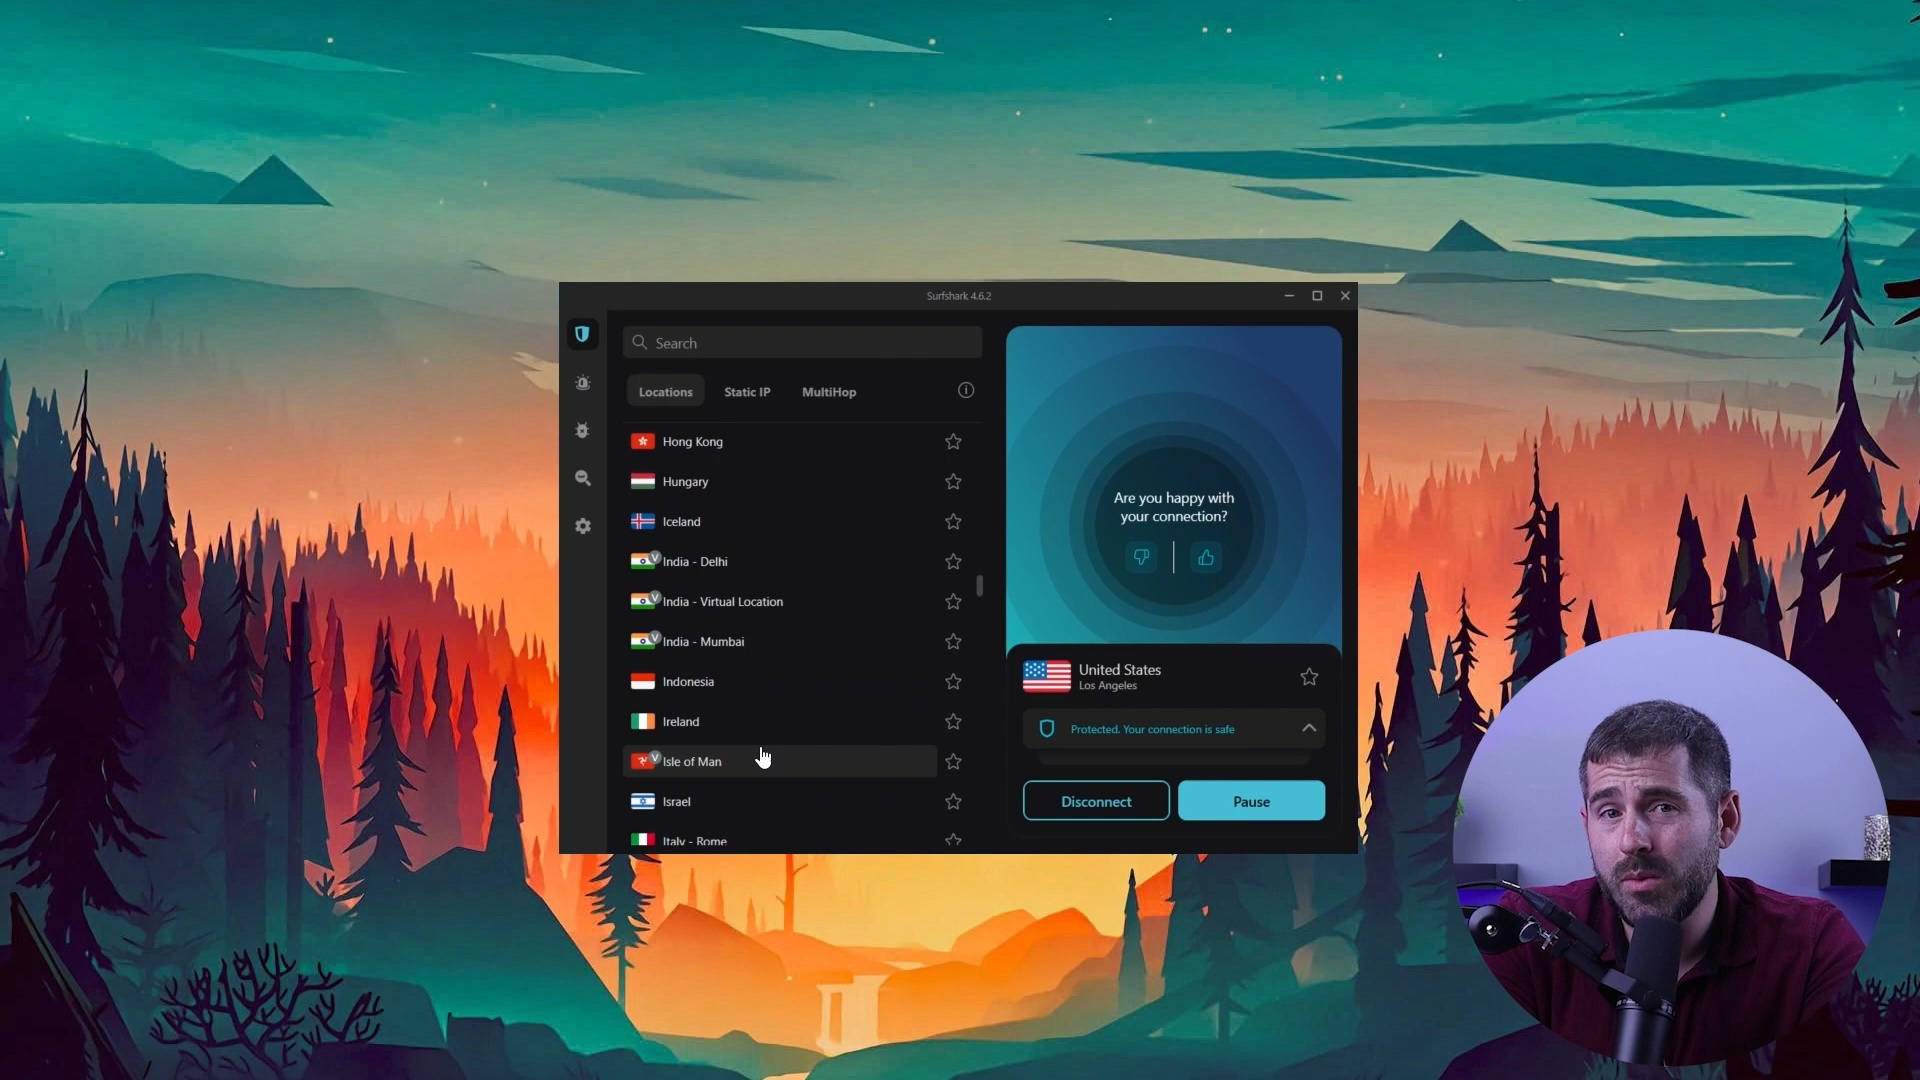 Surfshark 4.6.2
Search
Locations
Static IP
MultiHop
Hong Kong
Hungary
Iceland
V
India - Delhi
V
India - Virtual Location
V
India - Mumbai
Indonesia
Ireland
V
Isle of Man
Israel
Italy - Rome
Are you happy with
your connection?
United States
Los Angeles
Protected. Your connection is safe
Disconnect
Pause